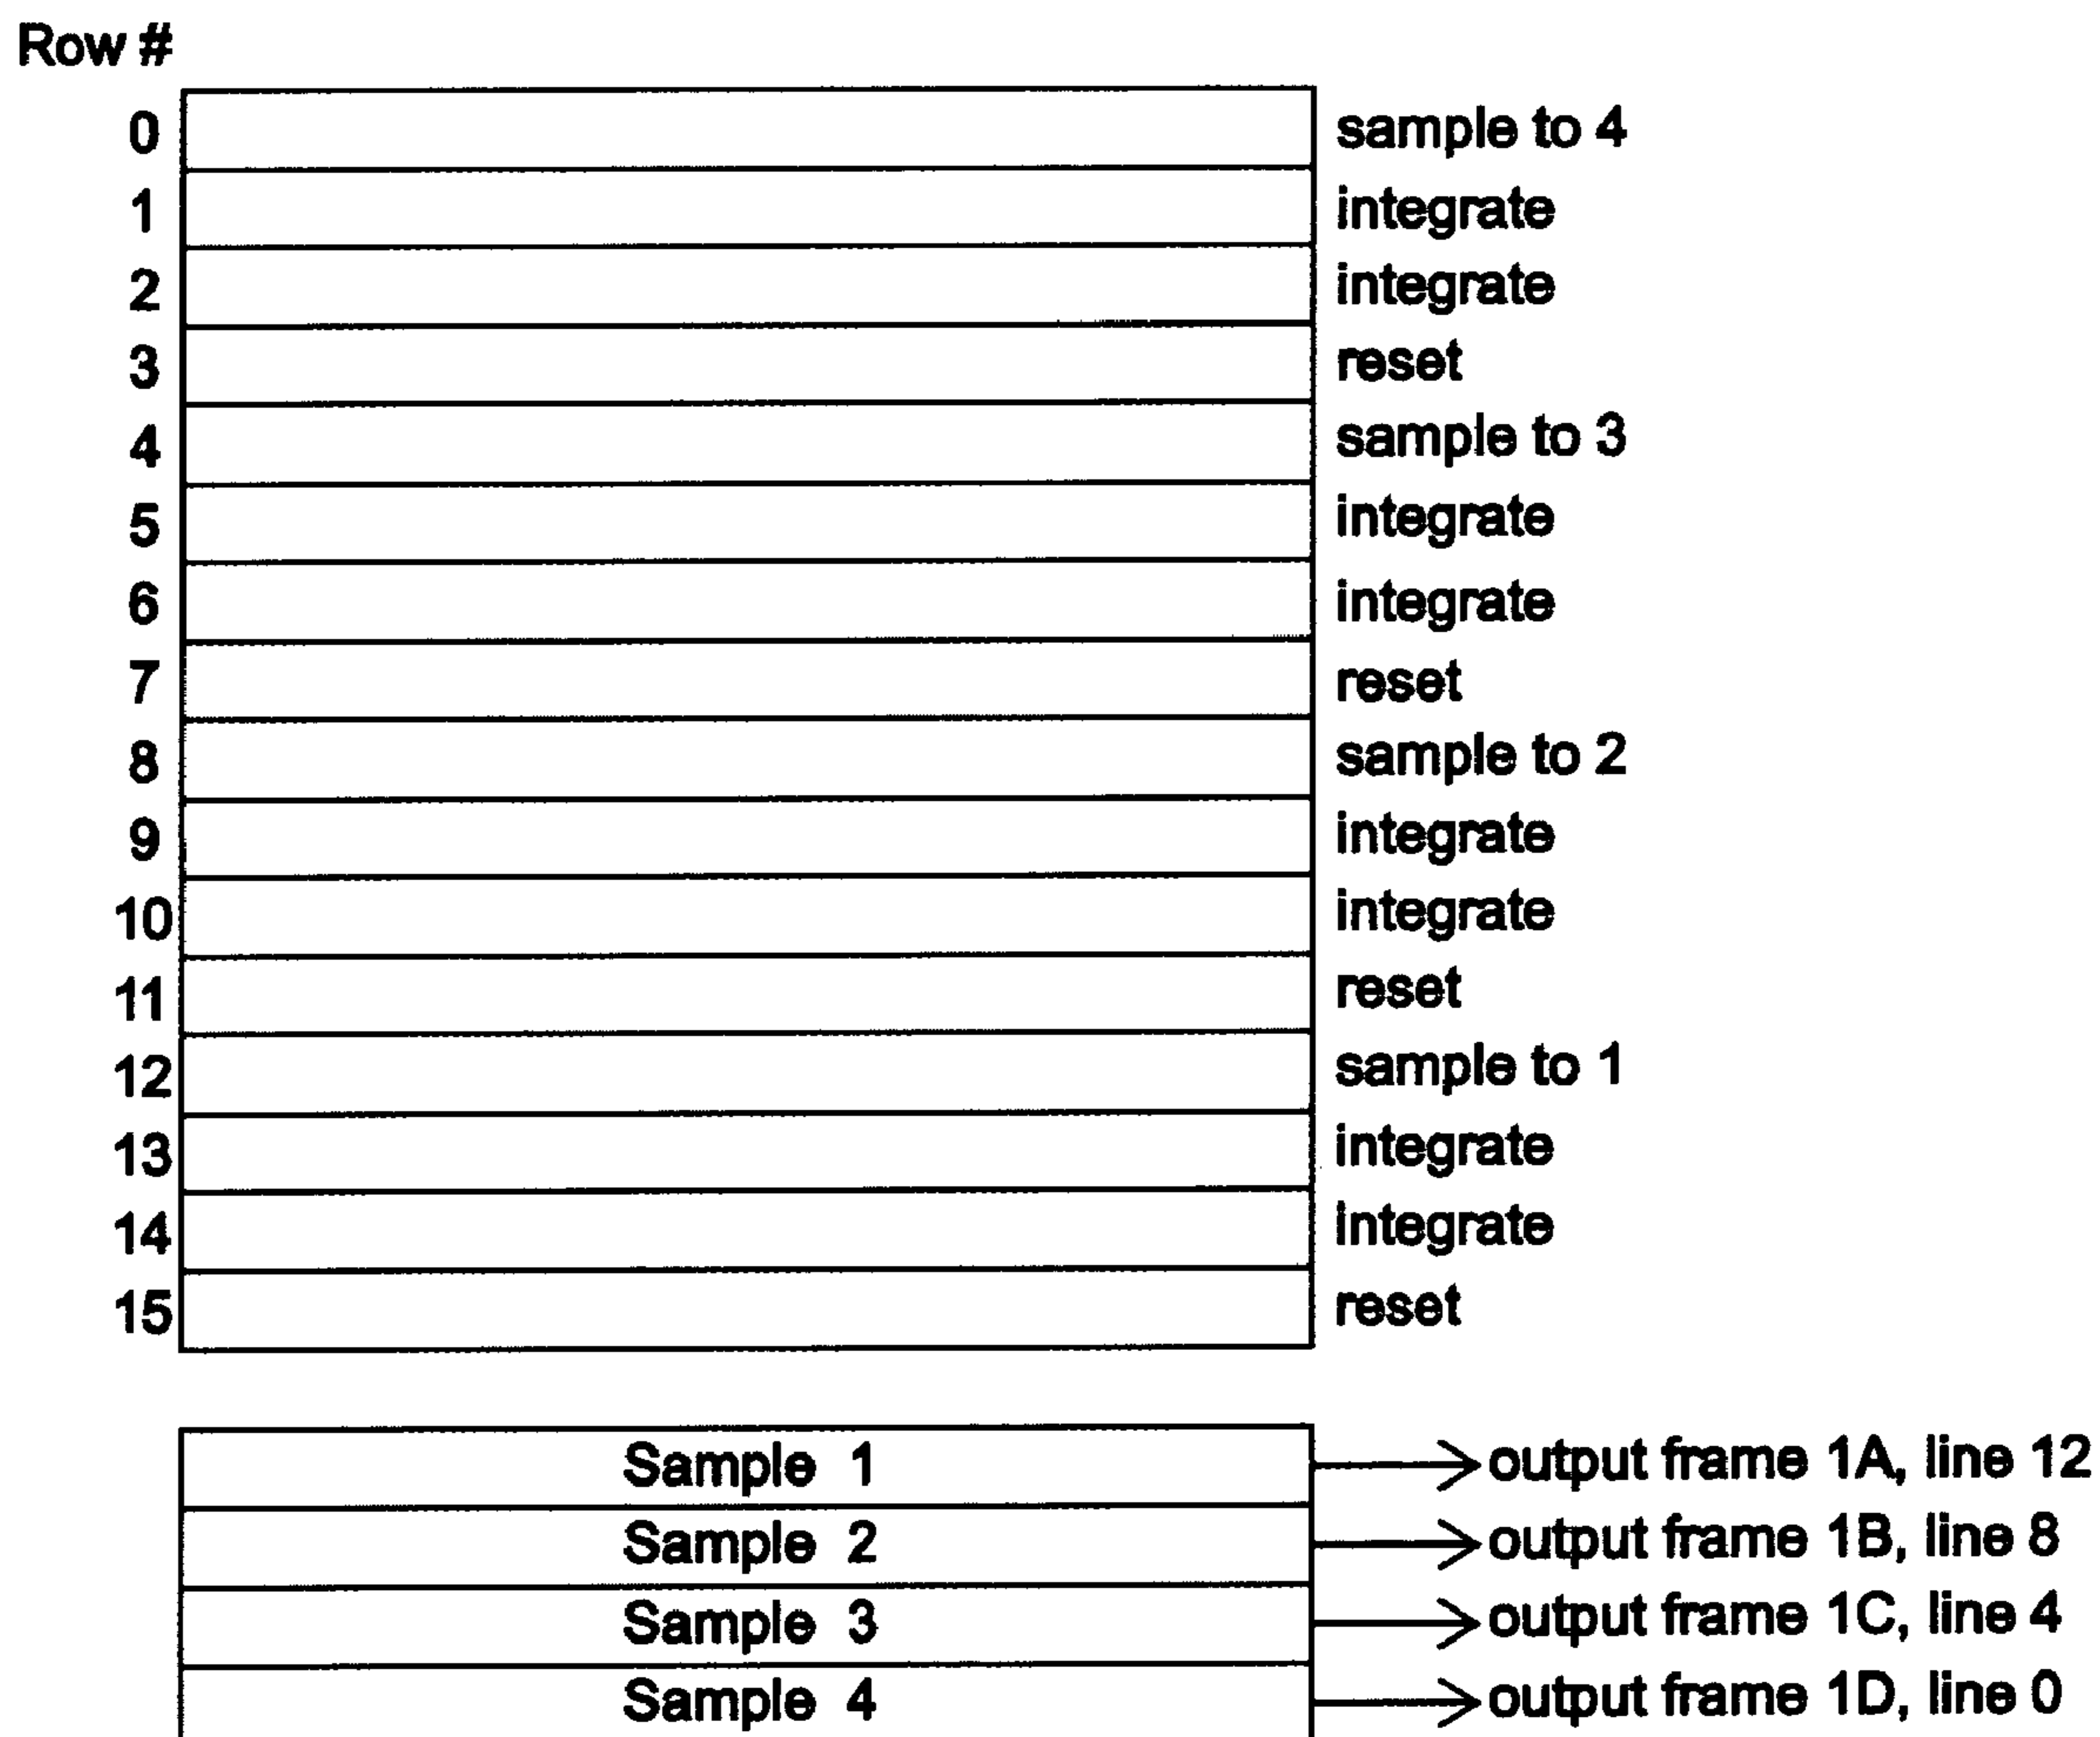 Row #
0 sample to 4
1 integrate
2 integrate
3 reset
4 sample to 3
5 integrate
6 integrate
7 reset
8 sample to 2
9 integrate
10 integrate
11 reset
12 sample to 1
13 integrate
14 integrate
15 reset
Sample 1 output frame 1A, line 12
Sample 2 output frame 1B, line 8
Sample 3 output frame 1C, line 4
Sample 4 output frame 1D, line 0